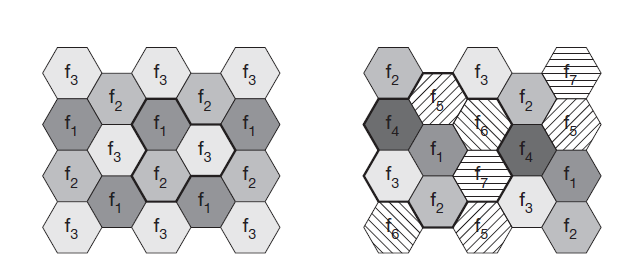 f₃ f₃ f₃
f₂ f₂
f₁ f₁ f₁
f₃ f₃
f₂ f₂ f₂
f₁ f₁
f₃ f₃ f₃
f₂ f₃ f₇
f₅ f₂
f₄ f₆ f₅
f₁ f₄
f₃ f₇ f₁
f₂ f₃
f₆ f₅ f₂